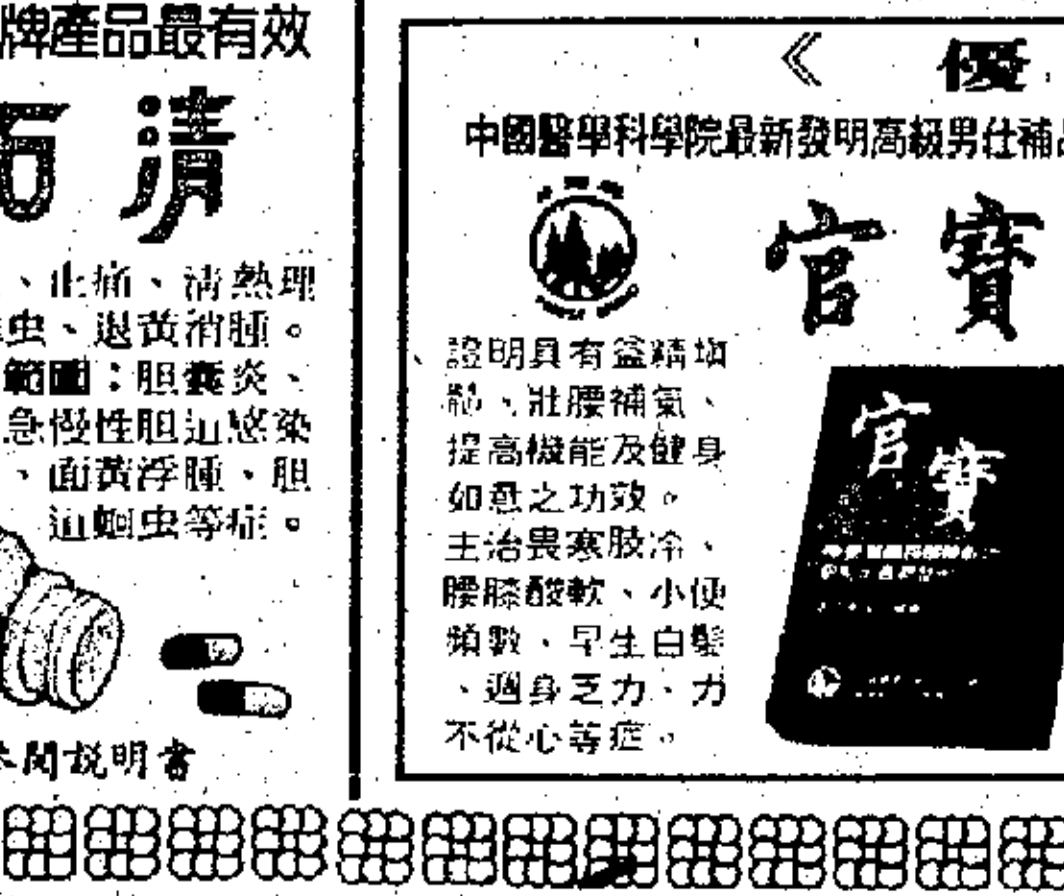 牌產品最有效
石清
、止痛、清熱理
虫、退黃消腫。
範圍：胆囊炎、
急慢性胆道感染
、面黃浮腫、胆
道蛔虫等症。
閱說明書
《優
中國醫學科學院最新發明高級男仕補品
官寶
證明具有益精填
髓、壯腰補氣、
提高機能及健身
如意之功效。
主治畏寒肢冷、
腰膝酸軟、小便
頻數、早生白髮
、週身乏力、力
不從心等症。
官寶